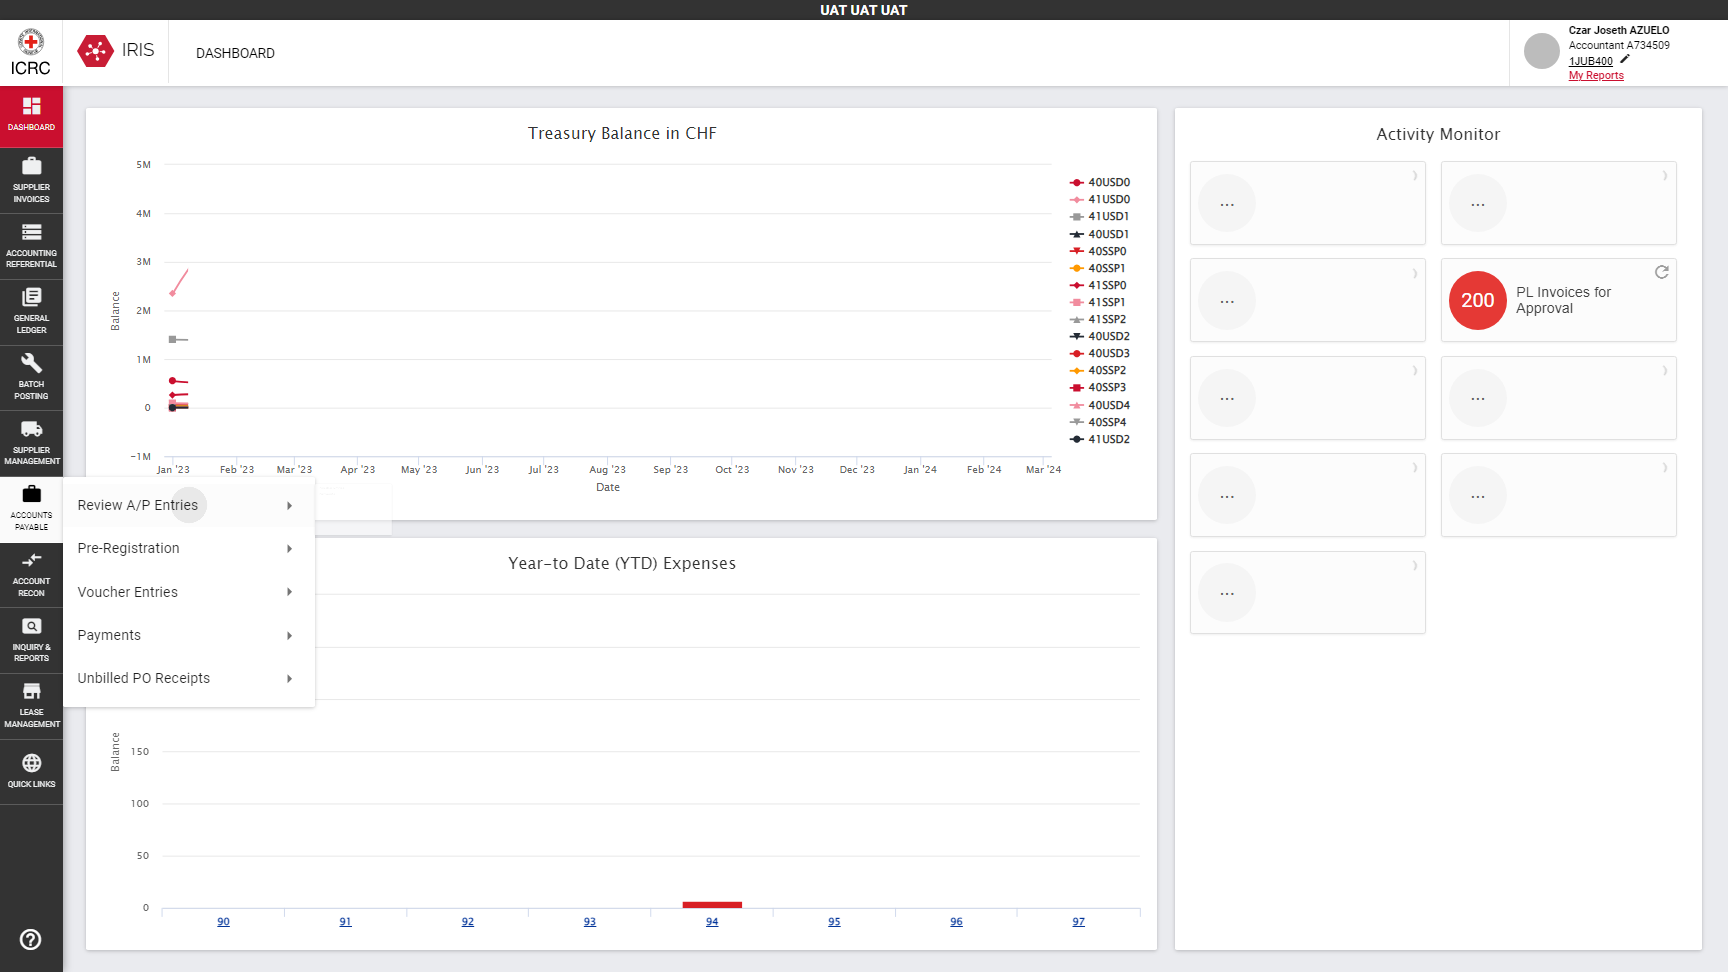 UAT UAT UAT
ICRC
IRIS
DASHBOARD
Czar Joseth AZUELO
Accountant A734509
1JUB400
My Reports
DASHBOARD
SUPPLIER
INVOICES
ACCOUNTING
REFERENTIAL
GENERAL
LEDGER
BATCH
POSTING
SUPPLIER
MANAGEMENT
ACCOUNTS
PAYABLE
ACCOUNT
RECON
INQUIRY &
REPORTS
LEASE
MANAGEMENT
QUICK LINKS
Treasury Balance in CHF
5M
4M
3M
2M
1M
0
−1M
Balance
Jan '23 Feb '23 Mar '23 Apr '23 May '23 Jun '23 Jul '23 Aug '23 Sep '23 Oct '23 Nov '23 Dec '23 Jan '24 Feb '24 Mar '24
Date
40USD0
41USD0
41USD1
40USD1
40SSP0
40SSP1
41SSP0
41SSP1
41SSP2
40USD2
40USD3
40SSP2
40SSP3
40USD4
40SSP4
41USD2
Review A/P Entries
Pre-Registration
Voucher Entries
Payments
Unbilled PO Receipts
Year-to Date (YTD) Expenses
Balance
150
100
50
0
90 91 92 93 94 95 96 97
Activity Monitor
... ...
...
200 PL Invoices for
Approval
... ...
... ...
...